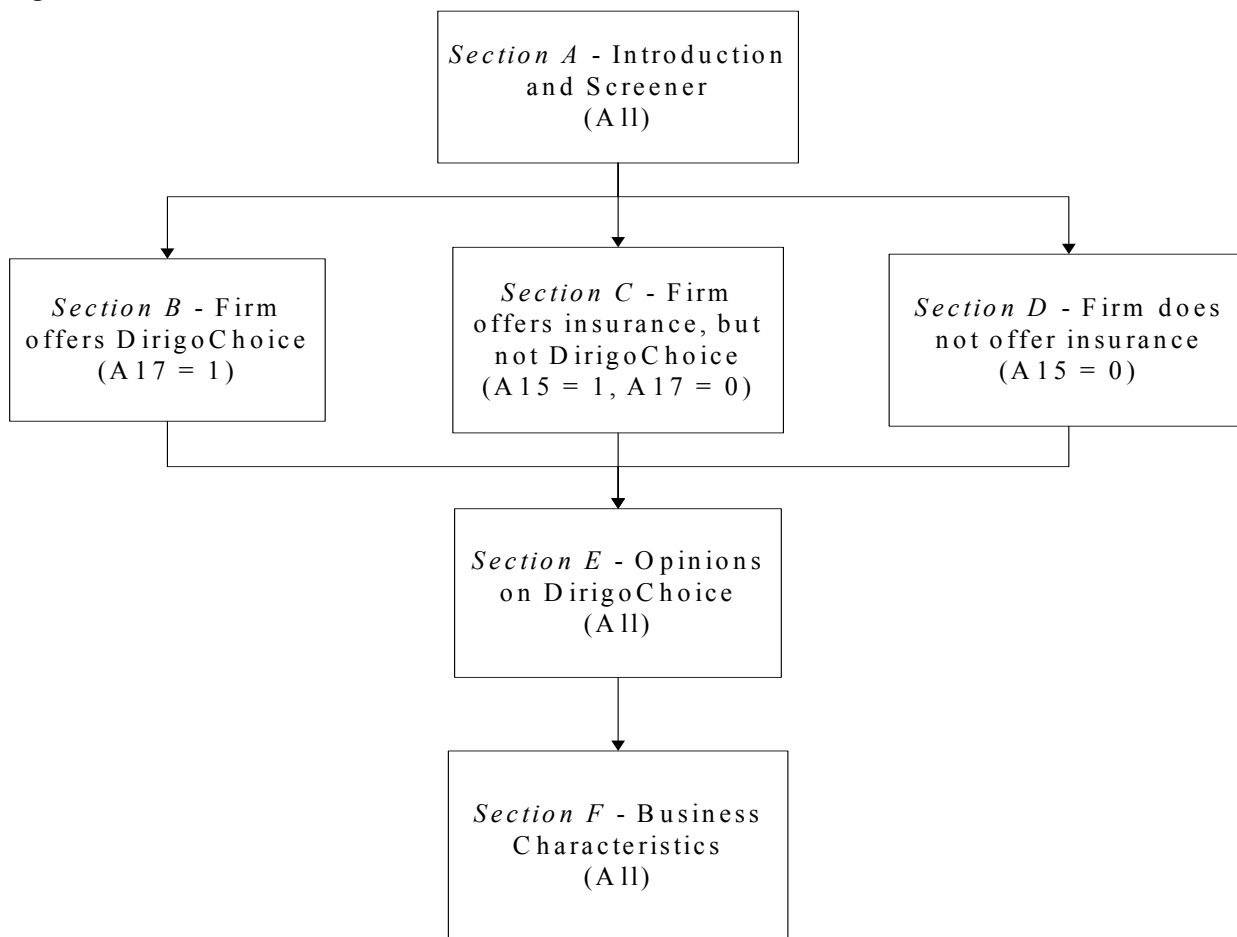 Section A - Introduction
and Screener
(All)
Section B - Firm
offers DirigoChoice
(A17 = 1)
Section C - Firm
offers insurance, but
not DirigoChoice
(A15 = 1, A17 = 0)
Section D - Firm does
not offer insurance
(A15 = 0)
Section E - Opinions
on DirigoChoice
(All)
Section F - Business
Characteristics
(All)